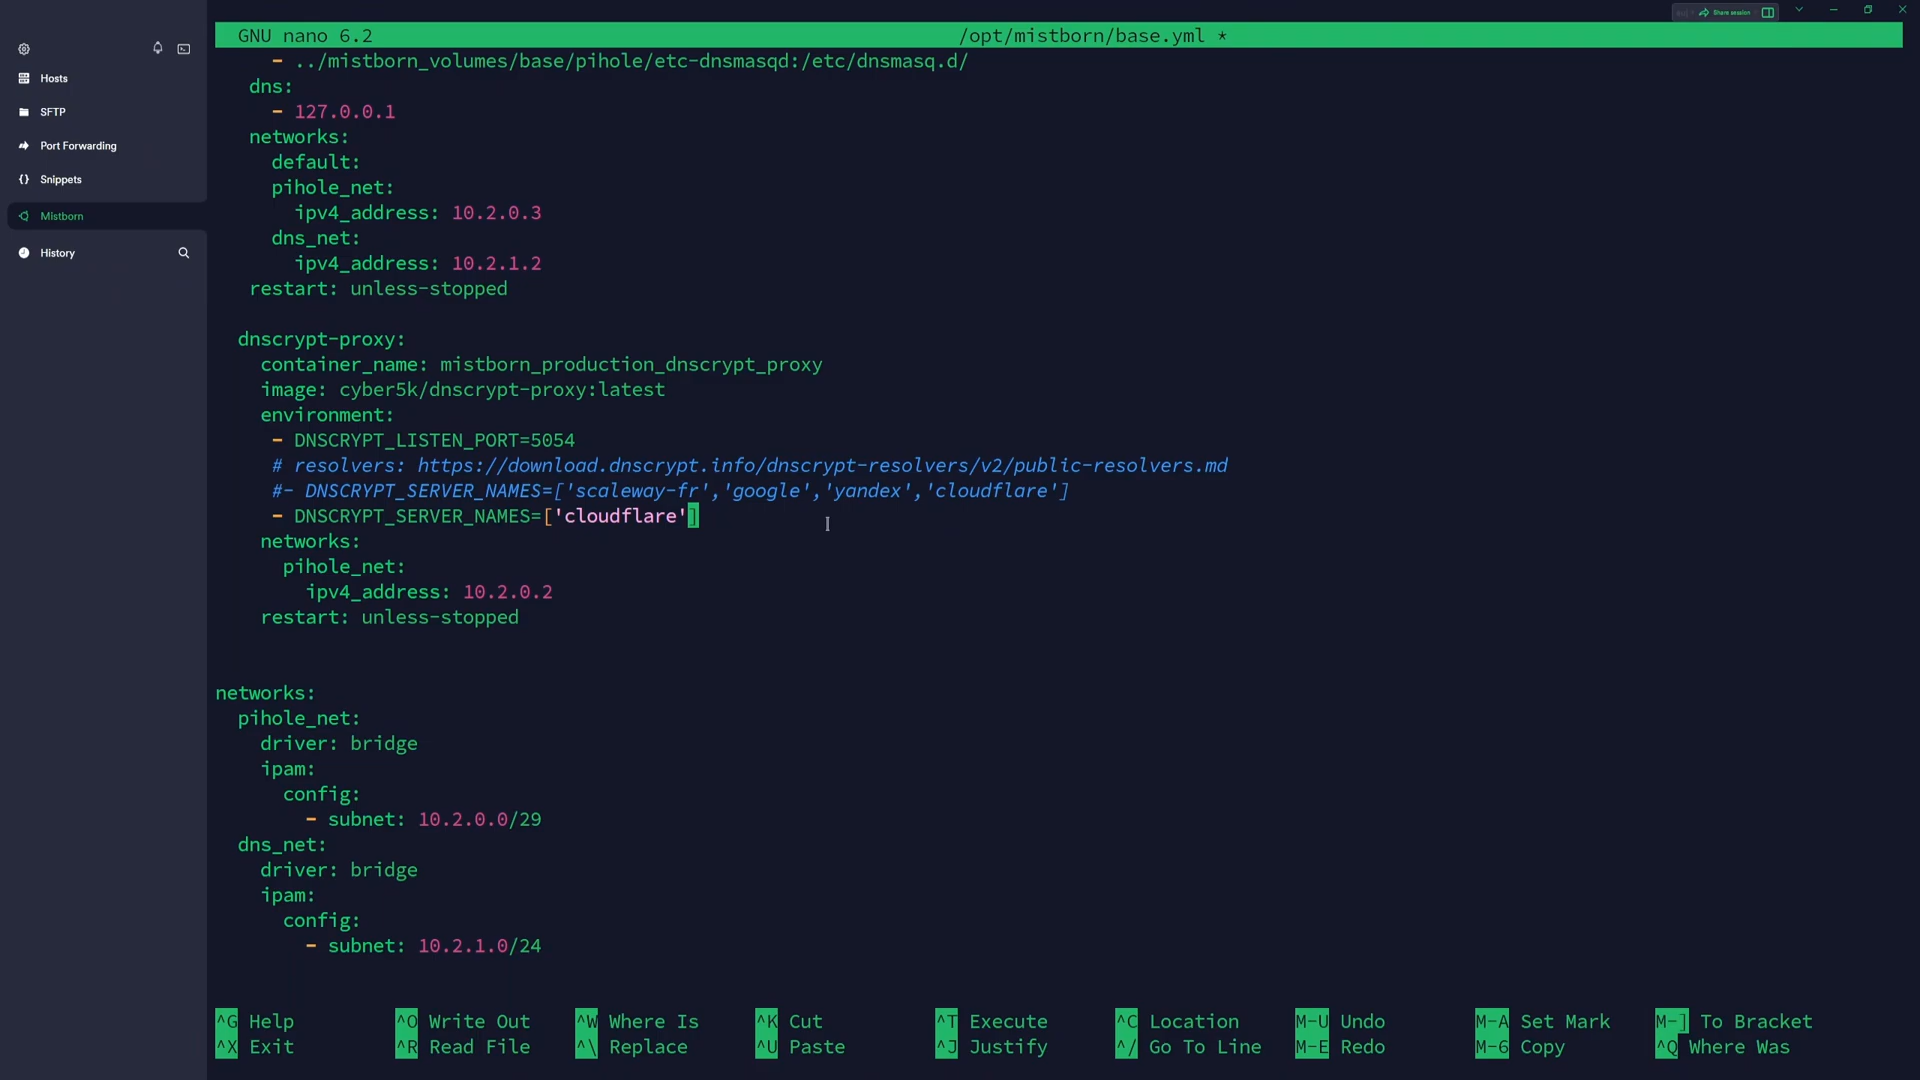 Share session
Hosts
SFTP
Port Forwarding
Snippets
Mistborn
History
GNU nano 6.2 /opt/mistborn/base.yml *
- ../mistborn_volumes/base/pihole/etc-dnsmasqd:/etc/dnsmasq.d/
dns:
- 127.0.0.1
networks:
default:
pihole_net:
ipv4_address: 10.2.0.3
dns_net:
ipv4_address: 10.2.1.2
restart: unless-stopped
dnscrypt-proxy:
container_name: mistborn_production_dnscrypt_proxy
image: cyber5k/dnscrypt-proxy:latest
environment:
- DNSCRYPT_LISTEN_PORT=5054
# resolvers: https://download.dnscrypt.info/dnscrypt-resolvers/v2/public-resolvers.md
#- DNSCRYPT_SERVER_NAMES=['scaleway-fr','google','yandex','cloudflare']
- DNSCRYPT_SERVER_NAMES=['cloudflare']
networks:
pihole_net:
ipv4_address: 10.2.0.2
restart: unless-stopped
networks:
pihole_net:
driver: bridge
ipam:
config:
- subnet: 10.2.0.0/29
dns_net:
driver: bridge
ipam:
config:
- subnet: 10.2.1.0/24
^G Help ^O Write Out ^W Where Is ^K Cut ^T Execute ^C Location M-U Undo M-A Set Mark M-] To Bracket
^X Exit ^R Read File ^\ Replace ^U Paste ^J Justify ^/ Go To Line M-E Redo M-6 Copy ^Q Where Was